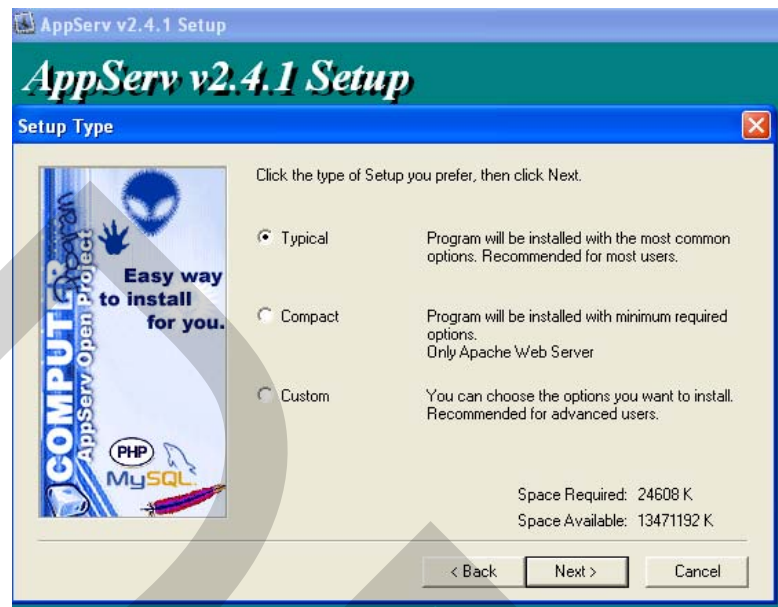 AppServ v2.4.1 Setup
AppServ v2.4.1 Setup
Setup Type
Click the type of Setup you prefer, then click Next.
Typical
Program will be installed with the most common
options. Recommended for most users.
Compact
Program will be installed with minimum required
options.
Only Apache Web Server
Custom
You can choose the options you want to install.
Recommended for advanced users.
COMPUTER
Program
AppServ Open Project
Easy way
to install
for you.
PHP
MySQL
Space Required: 24608 K
Space Available: 13471192 K
< Back
Next >
Cancel